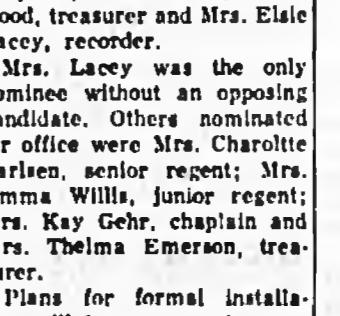 ood, treasurer and Mrs. Elsie
acey, recorder.
Mrs. Lacey was the only
ominee without an opposing
andidate. Others nominated
r office were Mrs. Charoltte
arlsen, senior regent; Mrs.
mma Willis, junior regent;
rs. Kay Gehr, chaplain and
rs. Thelma Emerson, trea-
urer.
Plans for formal installa-